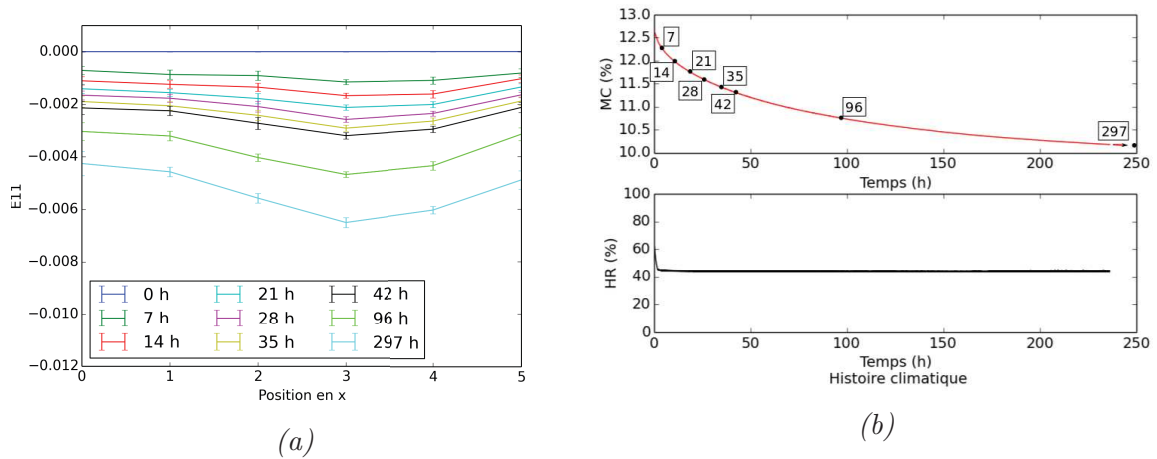 0.000
−0.002
−0.004
−0.006
−0.008
−0.010
−0.012
E11
0 h
7 h
14 h
21 h
28 h
35 h
42 h
96 h
297 h
0 1 2 3 4 5
Position en x
(a)
13.0
12.5
12.0
11.5
11.0
10.5
10.0
MC (%)
7
14
21
28
35
42
96
297
0 50 100 150 200 250
Temps (h)
100
80
60
40
20
0
HR (%)
0 50 100 150 200 250
Temps (h)
Histoire climatique
(b)